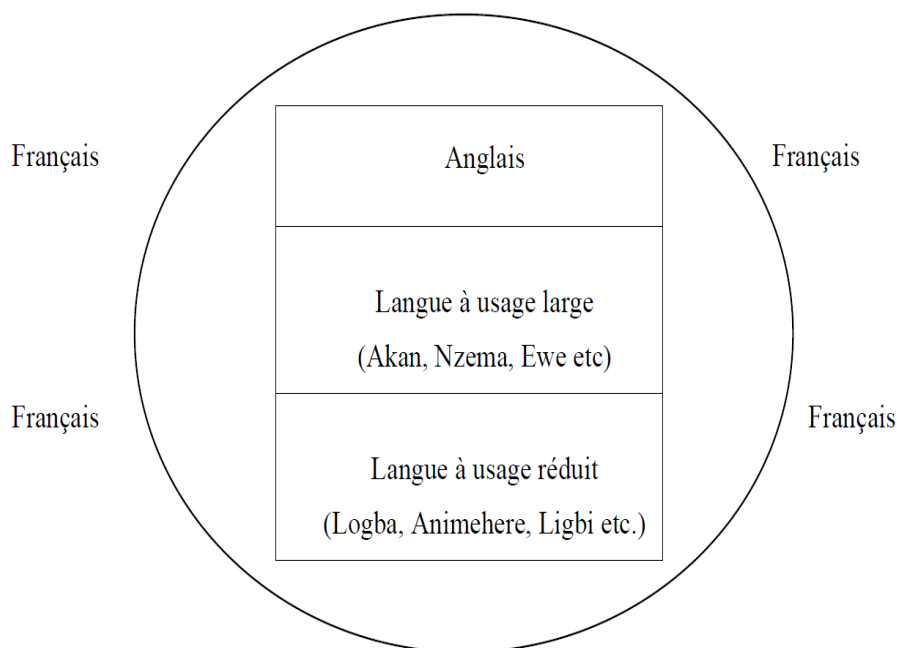 Français
Anglais
Français
Langue à usage large
(Akan, Nzema, Ewe etc)
Français
Français
Langue à usage réduit
(Logba, Animehere, Ligbi etc.)